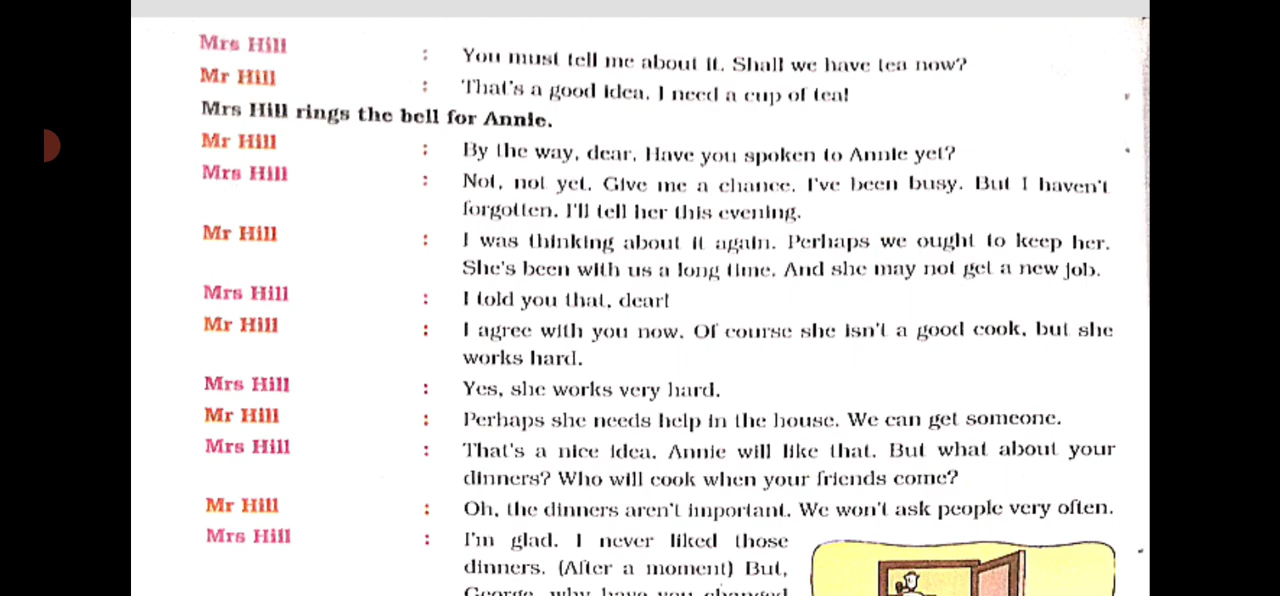 Mrs Hill : You must tell me about it. Shall we have tea now?
Mr Hill : That's a good idea. I need a cup of tea!
Mrs Hill rings the bell for Annie.
Mr Hill : By the way, dear. Have you spoken to Annie yet?
Mrs Hill : Not, not yet. Give me a chance. I've been busy. But I haven't
forgotten. I'll tell her this evening.
Mr Hill : I was thinking about it again. Perhaps we ought to keep her.
She's been with us a long time. And she may not get a new job.
Mrs Hill : I told you that, dear!
Mr Hill : I agree with you now. Of course she isn't a good cook, but she
works hard.
Mrs Hill : Yes, she works very hard.
Mr Hill : Perhaps she needs help in the house. We can get someone.
Mrs Hill : That's a nice idea. Annie will like that. But what about your
dinners? Who will cook when your friends come?
Mr Hill : Oh, the dinners aren't important. We won't ask people very often.
Mrs Hill : I'm glad. I never liked those
dinners. (After a moment) But,
George, why have you changed